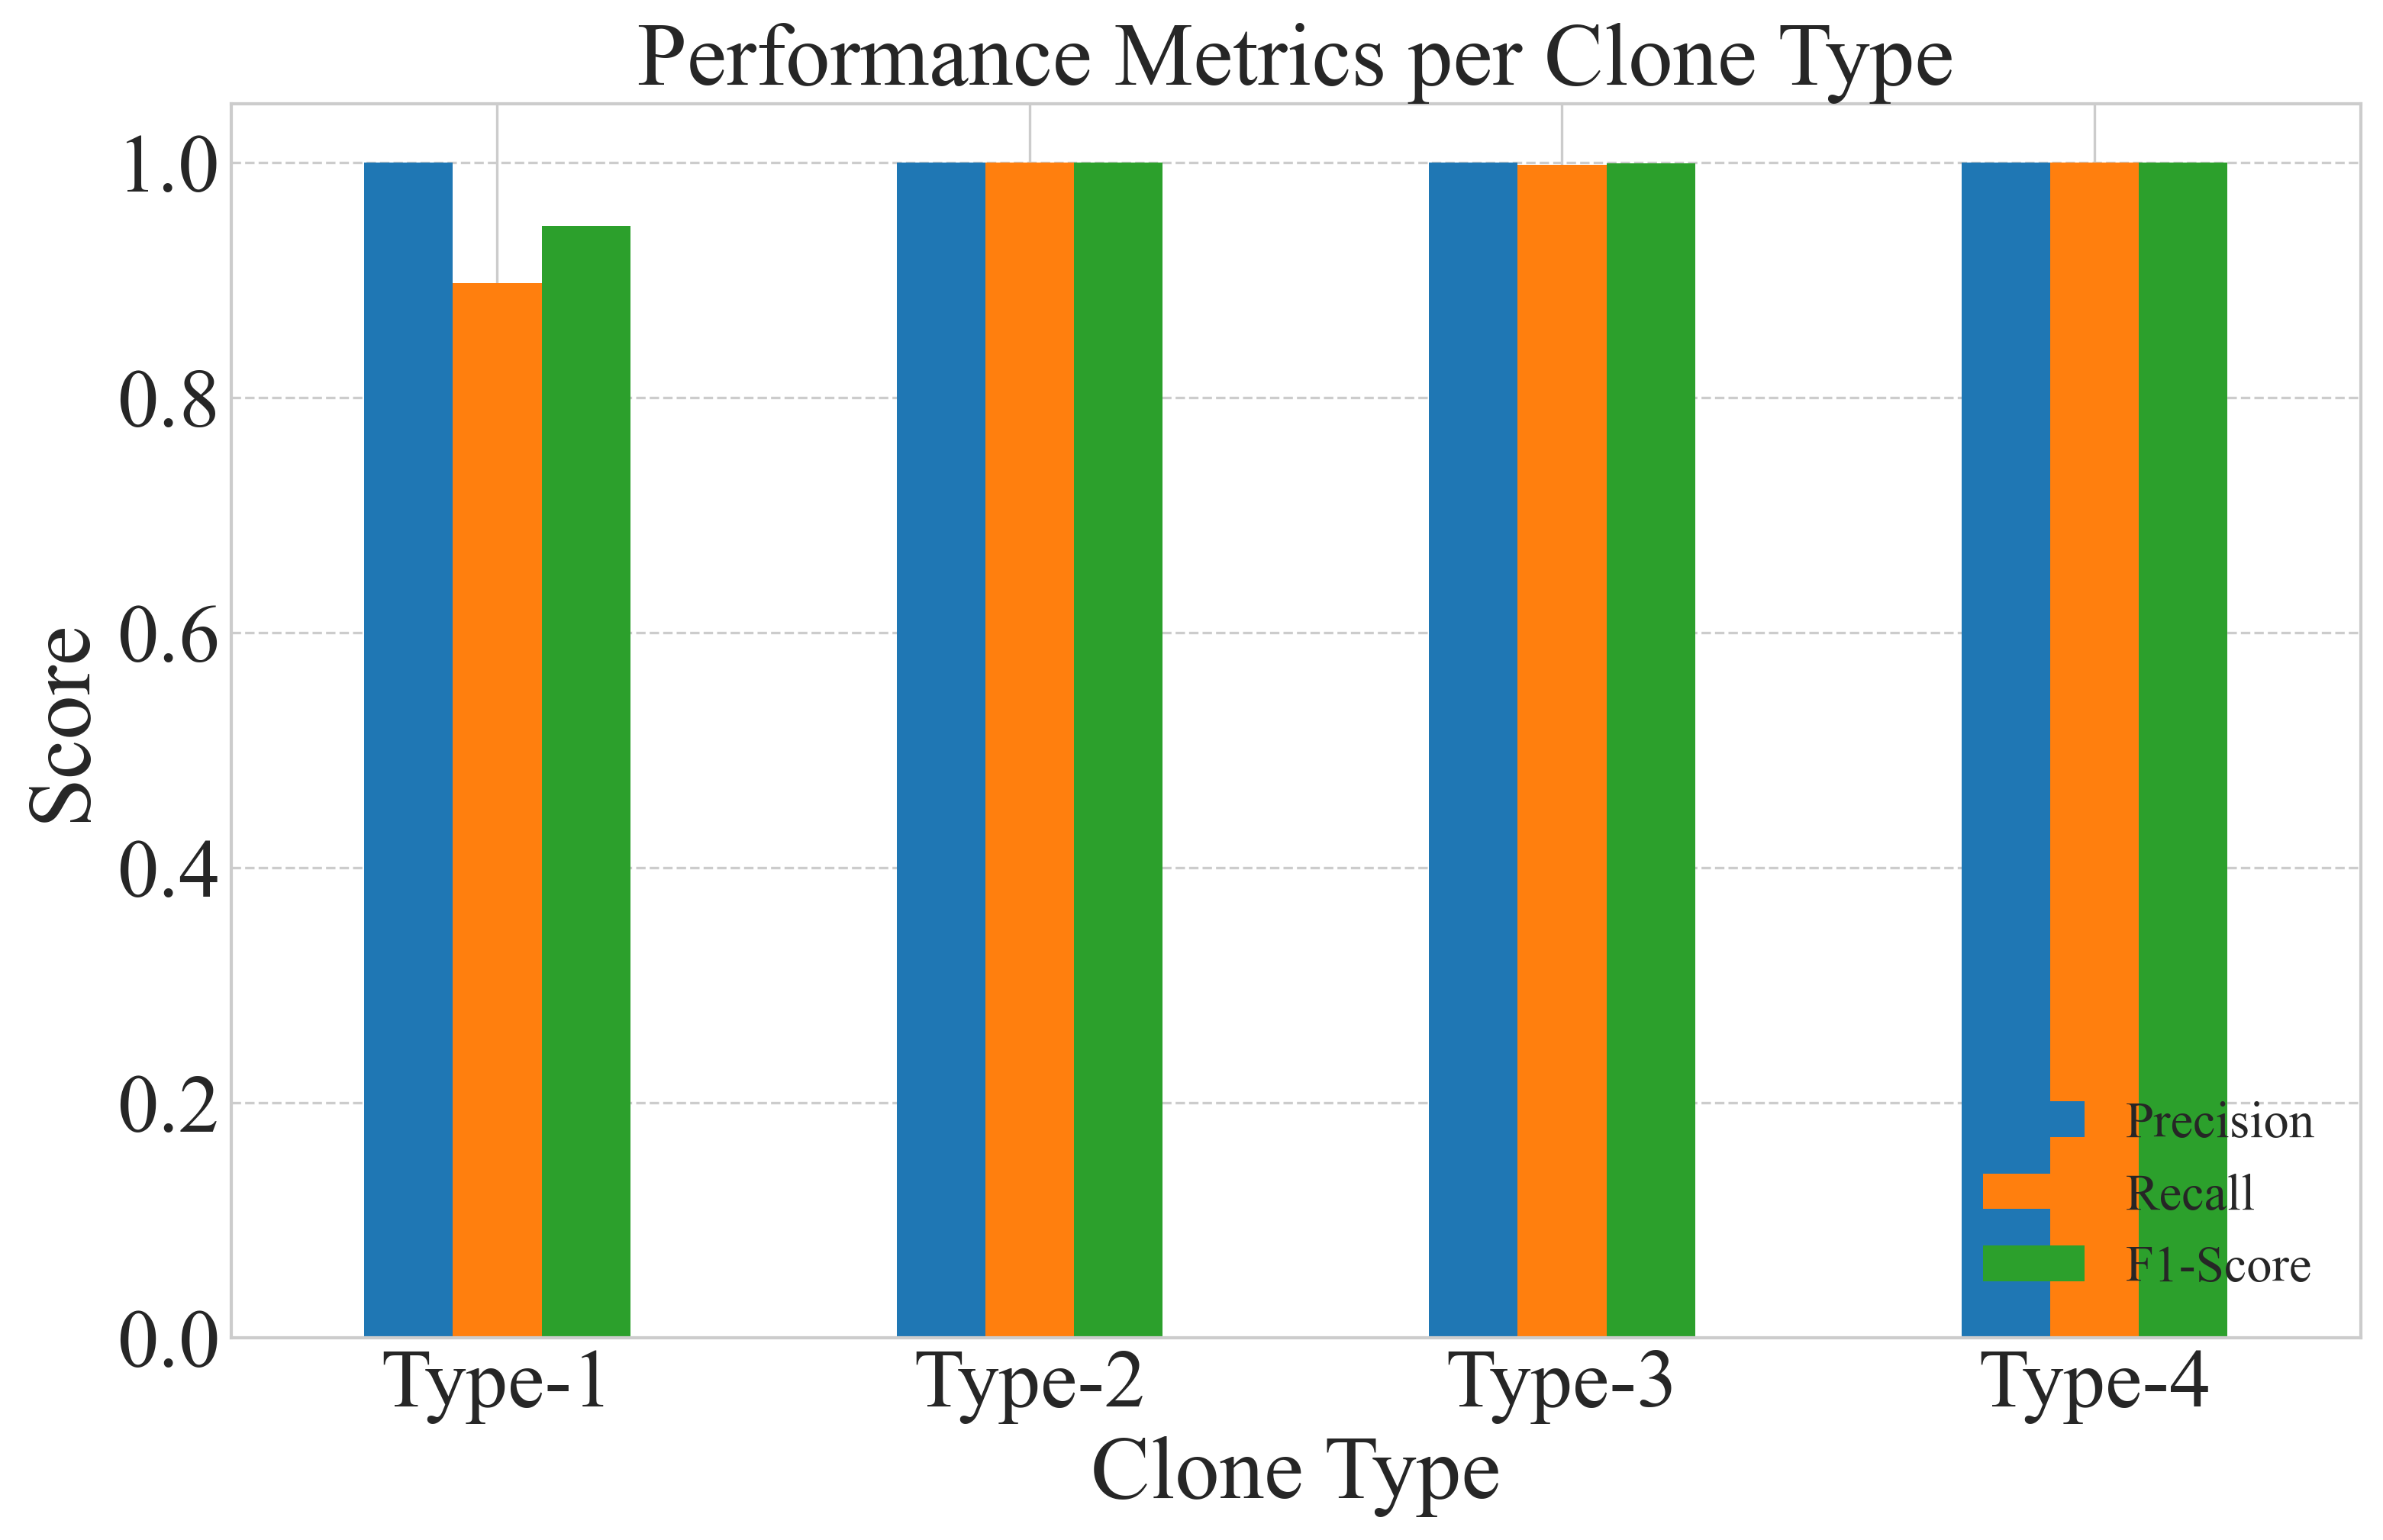 Performance Metrics per Clone Type
1.0
0.8
0.6
0.4
0.2
0.0
Score
Precision
Recall
F1-Score
Type-1 Type-2 Type-3 Type-4
Clone Type